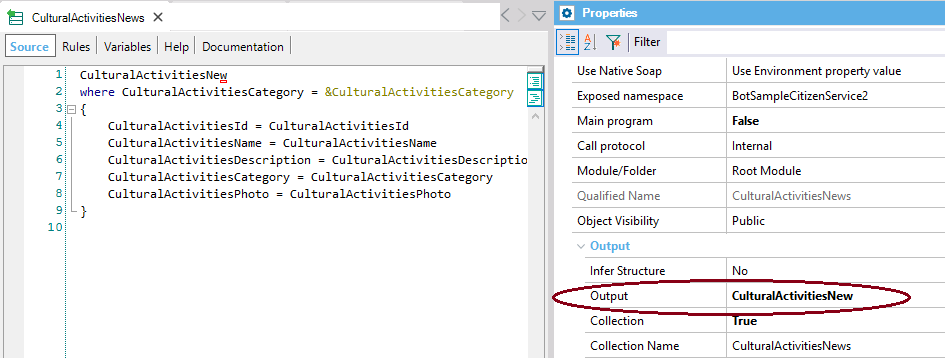 CulturalActivitiesNews
Source Rules Variables Help Documentation
1 CulturalActivitiesNew
2 where CulturalActivitiesCategory = &CulturalActivitiesCategory
3 {
4 CulturalActivitiesId = CulturalActivitiesId
5 CulturalActivitiesName = CulturalActivitiesName
6 CulturalActivitiesDescription = CulturalActivitiesDescriptio
7 CulturalActivitiesCategory = CulturalActivitiesCategory
8 CulturalActivitiesPhoto = CulturalActivitiesPhoto
9 }
10
Properties
Filter
Use Native Soap Use Environment property value
Exposed namespace BotSampleCitizenService2
Main program False
Call protocol Internal
Module/Folder Root Module
Qualified Name CulturalActivitiesNews
Object Visibility Public
Output
Infer Structure No
Output CulturalActivitiesNew
Collection True
Collection Name CulturalActivitiesNews